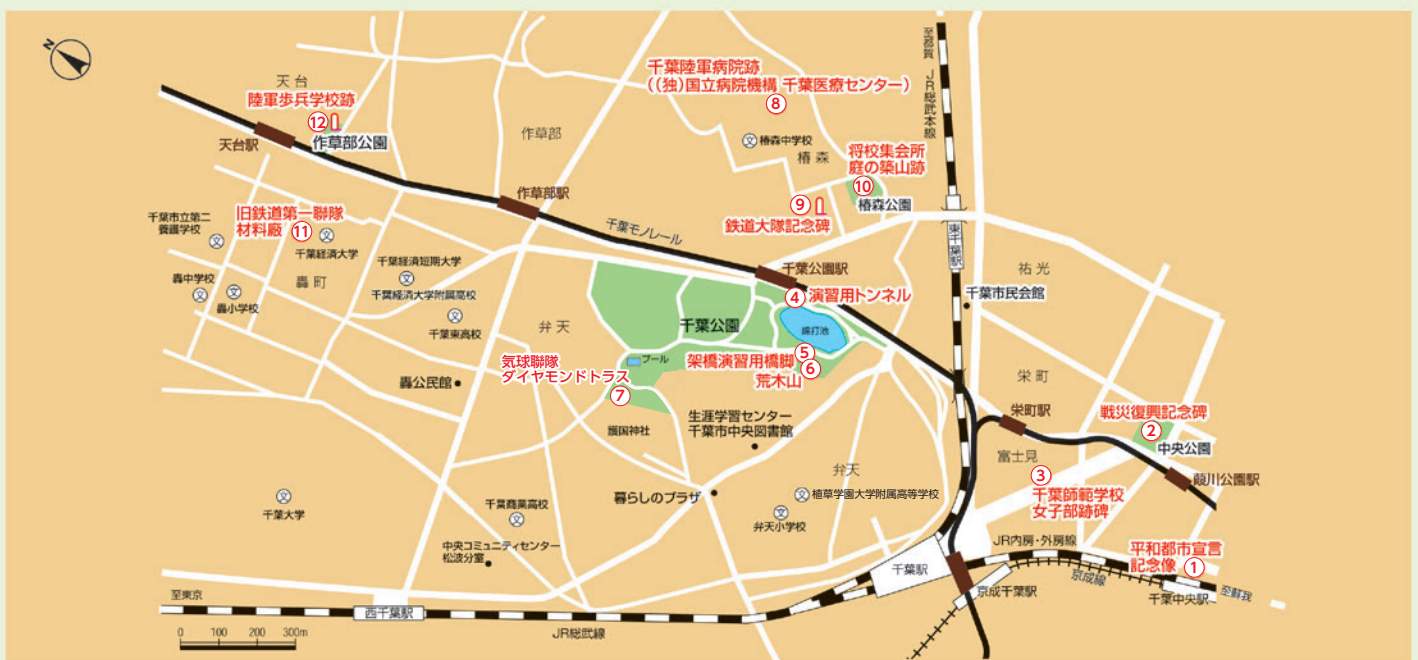 N
天台
陸軍歩兵学校跡
⑫
作草部公園
天台駅
作草部
作草部駅
千葉陸軍病院跡
((独)国立病院機構 千葉医療センター)
⑧
椿森中学校
椿森
将校集会所
庭の築山跡
⑩
椿森公園
⑨
鉄道大隊記念碑
至都賀
JR総武本線
東千葉駅
千葉市立第二
養護学校
旧鉄道第一聯隊
材料廠
⑪
千葉経済大学
轟町
轟中学校
轟小学校
千葉経済短期大学
千葉経済大学附属高校
千葉東高校
千葉モノレール
千葉公園駅
④ 演習用トンネル
祐光
千葉市民会館
弁天
千葉公園
綿打池
プール
架橋演習用橋脚
⑤
⑥
荒木山
気球聯隊
ダイヤモンドトラス
⑦
轟公民館
護国神社
生涯学習センター
千葉市中央図書館
弁天
栄町
栄町駅
戦災復興記念碑
②
中央公園
富士見
葭川公園駅
③
千葉師範学校
女子部跡碑
暮らしのプラザ
植草学園大学附属高等学校
弁天小学校
千葉大学
千葉商業高校
中央コミュニティセンター
松波分室
千葉駅
JR内房・外房線
平和都市宣言
記念像
①
京成線
京成千葉駅
千葉中央駅
至蘇我
至東京
西千葉駅
JR総武線
0 100 200 300m
文
文
文
文
文
文
文
文
文
文
文